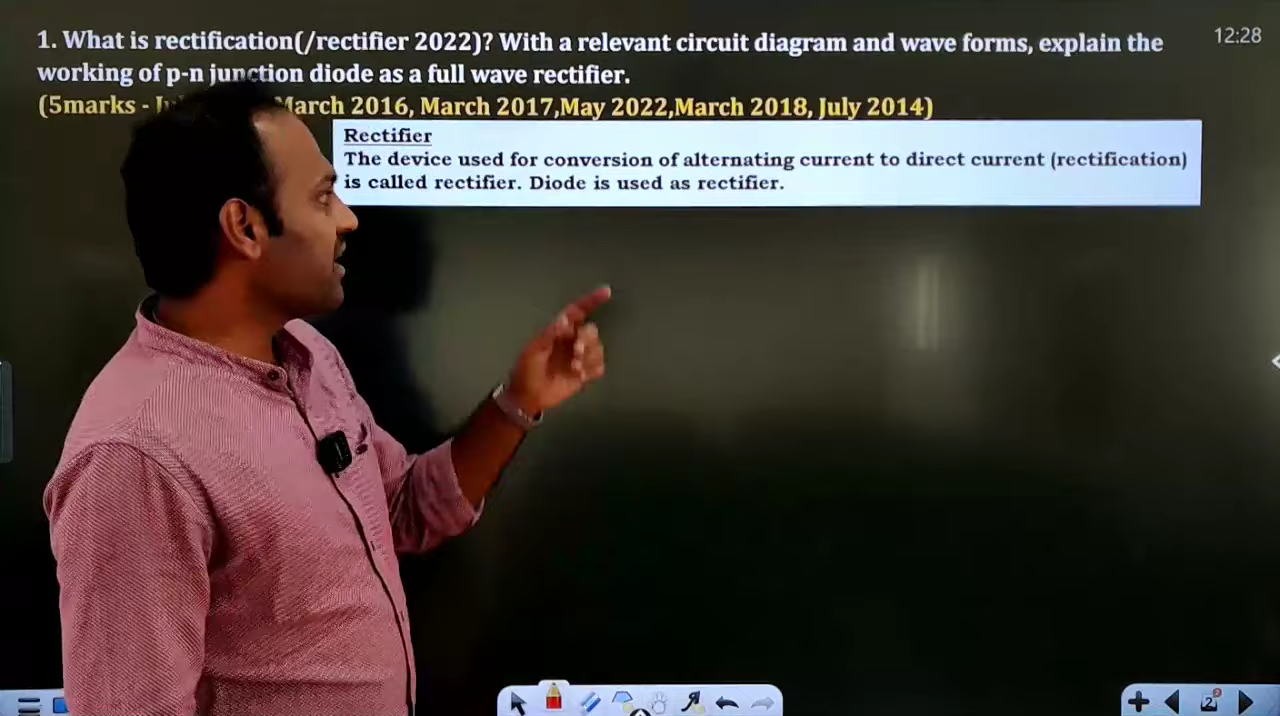 1. What is rectification(/rectifier 2022)? With a relevant circuit diagram and wave forms, explain the
12:28
working of p-n junction diode as a full wave rectifier.
(5marks - March 2016, March 2017,May 2022,March 2018, July 2014)
Rectifier
The device used for conversion of alternating current to direct current (rectification)
is called rectifier. Diode is used as rectifier.
2